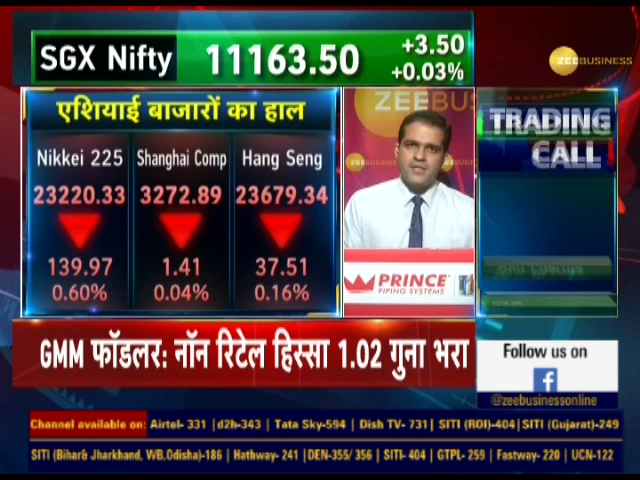 SGX Nifty 11163.50 +3.50
+0.03%
ZEEBUSINESS
एशियाई बाजारों का हाल
Nikkei 225 Shanghai Comp Hang Seng
23220.33 3272.89 23679.34
139.97 1.41 37.51
0.60% 0.04% 0.16%
ZEEBUS
ZEEBUSINESS
PRINCE
PIPING SYSTEMS
TRADING
CALL
GMM फॉडलर: नॉन रिटेल हिस्सा 1.02 गुना भरा
Follow us on
@zeebusinessonline
Channel available on: Airtel- 331 | d2h-343 | Tata Sky-594 | Dish TV- 731| SITI (ROI)-404| SITI (Gujarat)-249
SITI (Bihar& Jharkhand, WB,Odisha)-186 | Hathway- 241 |DEN-355/ 356 | SITI- 404 | GTPL- 259 | Fastway- 220 | UCN-122